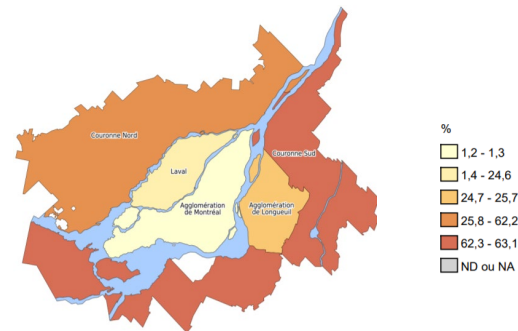 Couronne Nord
Laval
Agglomération
de Montréal
Couronne Sud
Agglomération
de Longueuil
%
1,2 - 1,3
1,4 - 24,6
24,7 - 25,7
25,8 - 62,2
62,3 - 63,1
ND ou NA